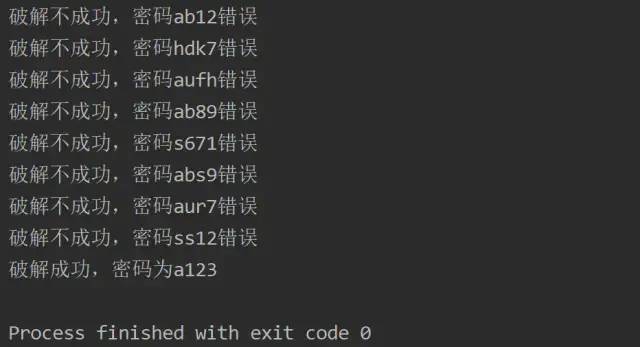 破解不成功，密码ab12错误
破解不成功，密码hdk7错误
破解不成功，密码aufh错误
破解不成功，密码ab89错误
破解不成功，密码s671错误
破解不成功，密码abs9错误
破解不成功，密码aur7错误
破解不成功，密码ss12错误
破解成功，密码为a123
Process finished with exit code 0